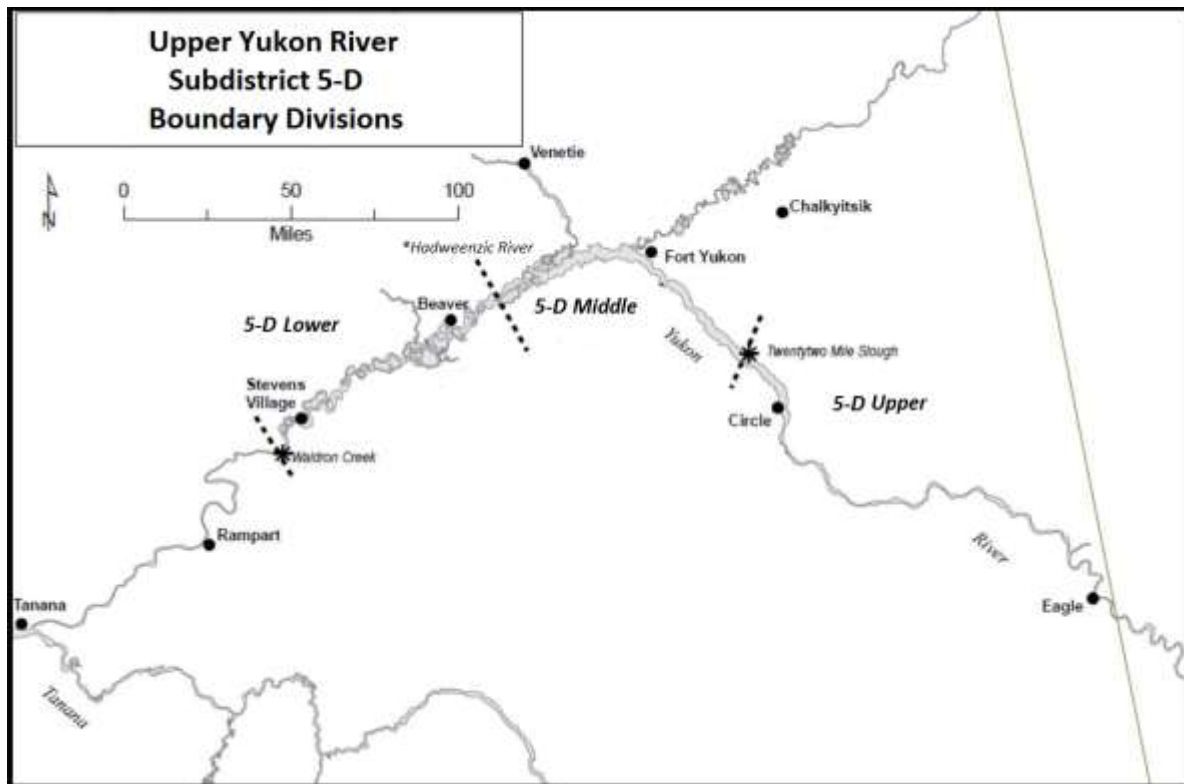 Upper Yukon River
Subdistrict 5-D
Boundary Divisions
N
0 50 100
Miles
Venetie
Chalkyitsik
*Hadweenzic River
Fort Yukon
Beaver
5-D Middle
5-D Lower
Yukon
Twentytwo Mile Slough
Stevens
Village
5-D Upper
Circle
Waldron Creek
Rampart
River
Tanana
Eagle
Tanana